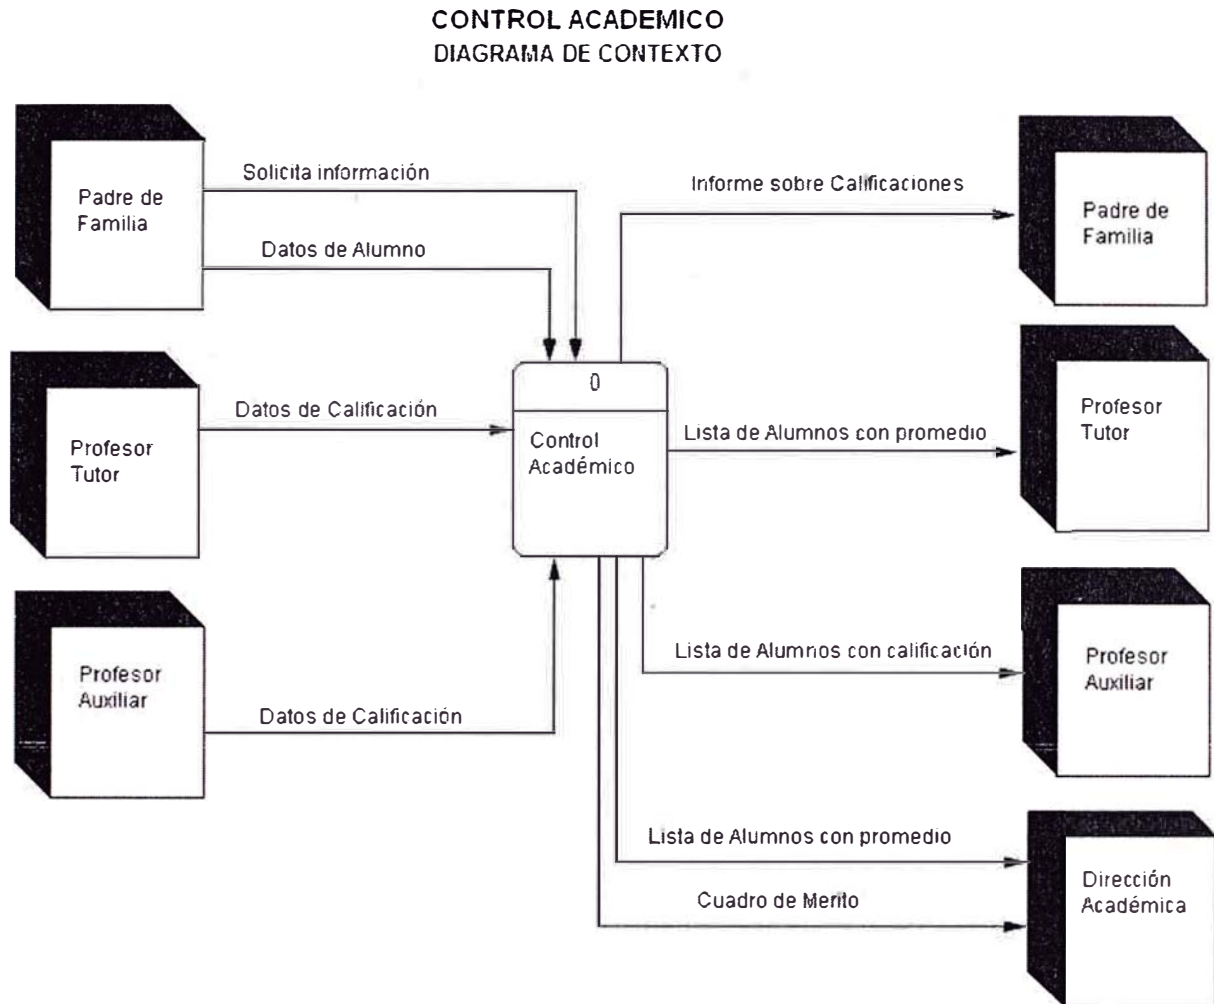 CONTROL ACADEMICO
DIAGRAMA DE CONTEXTO
Padre de
Familia
Solicita información
Datos de Alumno
Informe sobre Calificaciones
Padre de
Familia
Profesor
Tutor
Datos de Calificación
0
Control
Académico
Lista de Alumnos con promedio
Profesor
Tutor
Profesor
Auxiliar
Datos de Calificación
Lista de Alumnos con calificación
Profesor
Auxiliar
Lista de Alumnos con promedio
Cuadro de Merito
Dirección
Académica